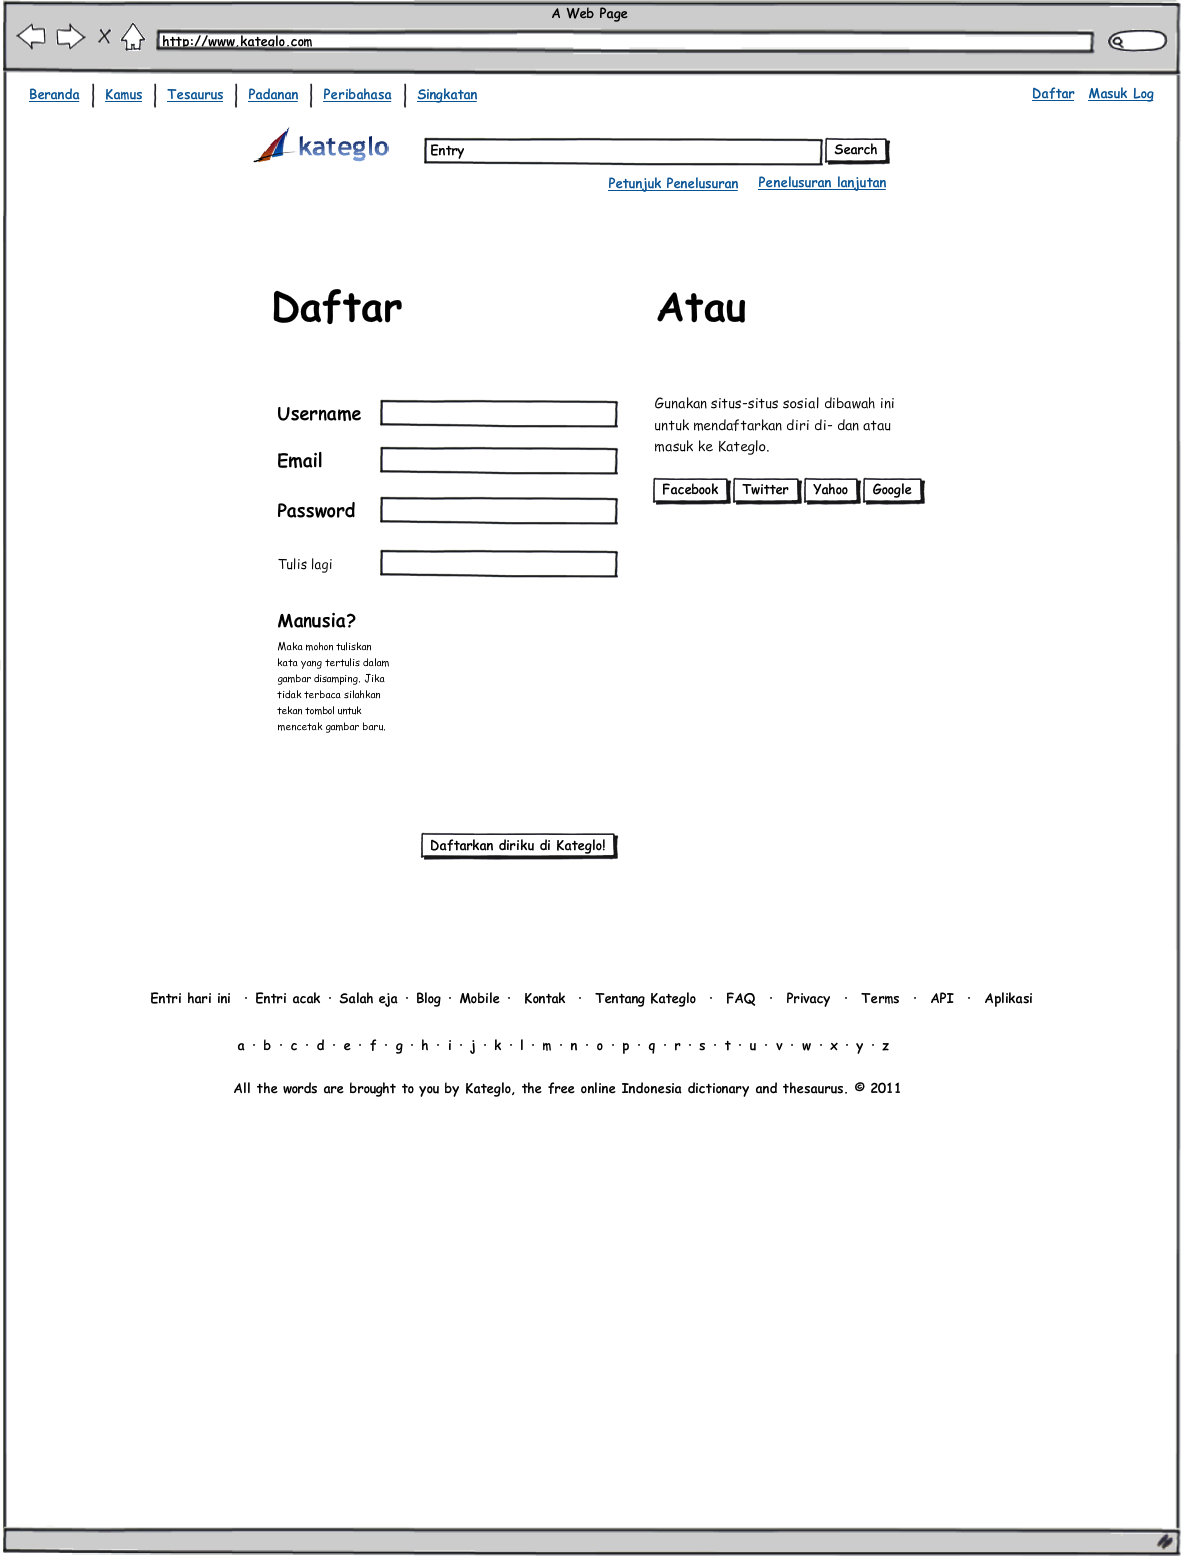 A Web Page
http://www.kateglo.com
Beranda Kamus Tesaurus Padanan Peribahasa Singkatan Daftar Masuk Log
kateglo Entry Search
Petunjuk Penelusuran Penelusuran lanjutan
Daftar
Atau
Username
Email
Password
Tulis lagi
Manusia?
Maka mohon tuliskan
kata yang tertulis dalam
gambar disamping. Jika
tidak terbaca silahkan
tekan tombol untuk
mencetak gambar baru.
Daftarkan diriku di Kateglo!
Gunakan situs-situs sosial dibawah ini
untuk mendaftarkan diri di- dan atau
masuk ke Kateglo.
Facebook Twitter Yahoo Google
Entri hari ini · Entri acak · Salah eja · Blog · Mobile · Kontak · Tentang Kateglo · FAQ · Privacy · Terms · API · Aplikasi
a · b · c · d · e · f · g · h · i · j · k · l · m · n · o · p · q · r · s · t · u · v · w · x · y · z
All the words are brought to you by Kateglo, the free online Indonesia dictionary and thesaurus. © 2011